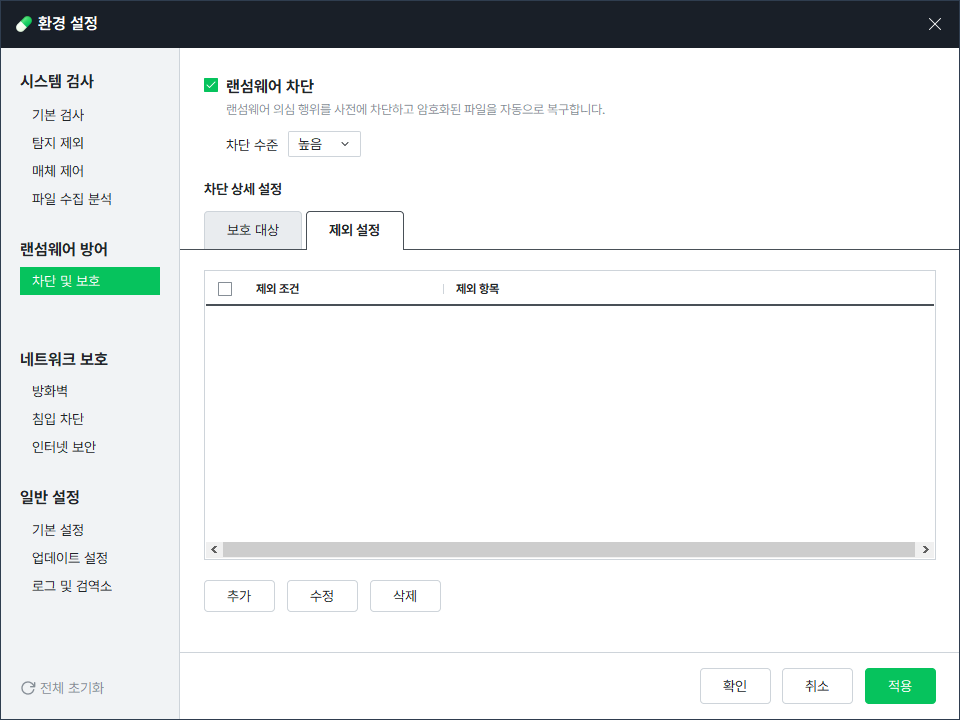 환경 설정
시스템 검사
기본 검사
탐지 제외
매체 제어
파일 수집 분석
랜섬웨어 방어
차단 및 보호
네트워크 보호
방화벽
침입 차단
인터넷 보안
일반 설정
기본 설정
업데이트 설정
로그 및 검역소
전체 초기화
랜섬웨어 차단
랜섬웨어 의심 행위를 사전에 차단하고 암호화된 파일을 자동으로 복구합니다.
차단 수준 높음
차단 상세 설정
보호 대상 제외 설정
제외 조건 제외 항목
추가 수정 삭제
확인 취소 적용